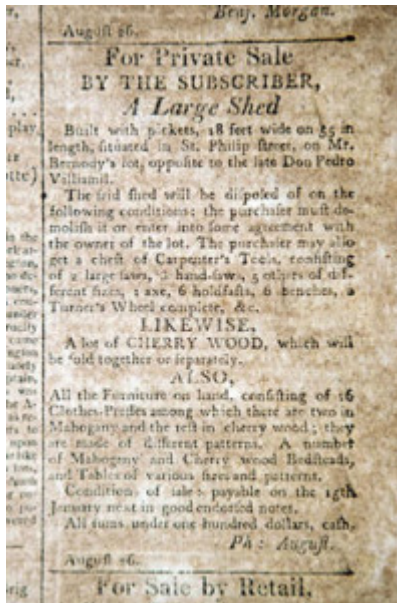 Benj. Morgan.
August 26.
For Private Sale
BY THE SUBSCRIBER,
A Large Shed
Built with pickets, 18 feet wide on 35 in
length, situated in St. Philip street, on Mr.
Bernody's lot, opposite to the late Don Pedro
Villiamil.
The said shed will be disposed of on the
following conditions: the purchaser must de-
molish it or enter into some agreement with
the owner of the lot. The purchaser may also
get a chest of Carpenter's Tools, consisting
of 2 large saws, hand-saws, 5 others of dif-
ferent sizes, 1 axe, 6 holdfasts, 6 benches, a
Turner's Wheel complete, &c.
LIKEWISE,
A lot of CHERRY WOOD, which will
be sold together or separately.
ALSO,
All the Furniture on hand, consisting of 16
Clothes-Presses among which there are two in
Mahogany and the rest in cherry wood; they
are made of different patterns. A number
of Mahogany and Cherry wood Bedsteads,
and Tables of various sizes and patterns.
Condition of sale: payable on the 15th
January next in good endorsed notes.
All sums under one hundred dollars, cash.
Ph: August.
August 26.
For Sale by Retail,